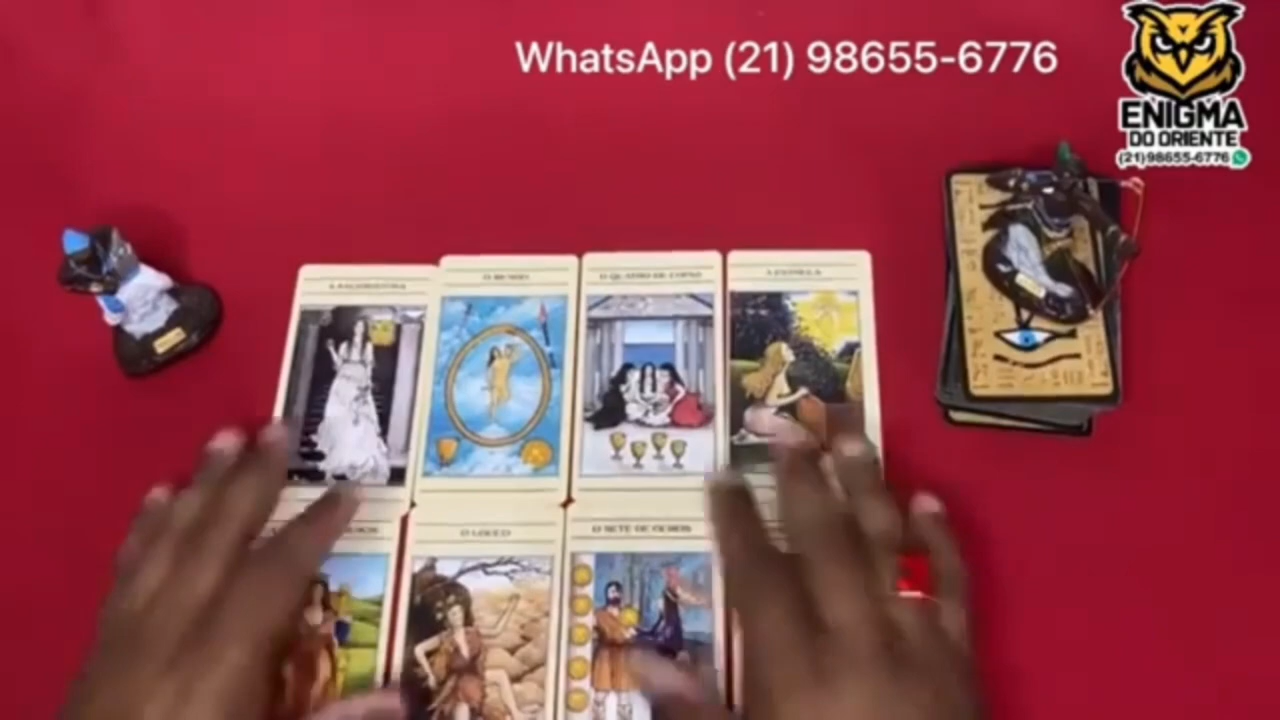 WhatsApp (21) 98655-6776
ENIGMA
DO ORIENTE
(21)98655-6776
O MUNDO
O QUATRO DE COPAS
A ESTRELA
O LOUCO
O SETE DE OUROS